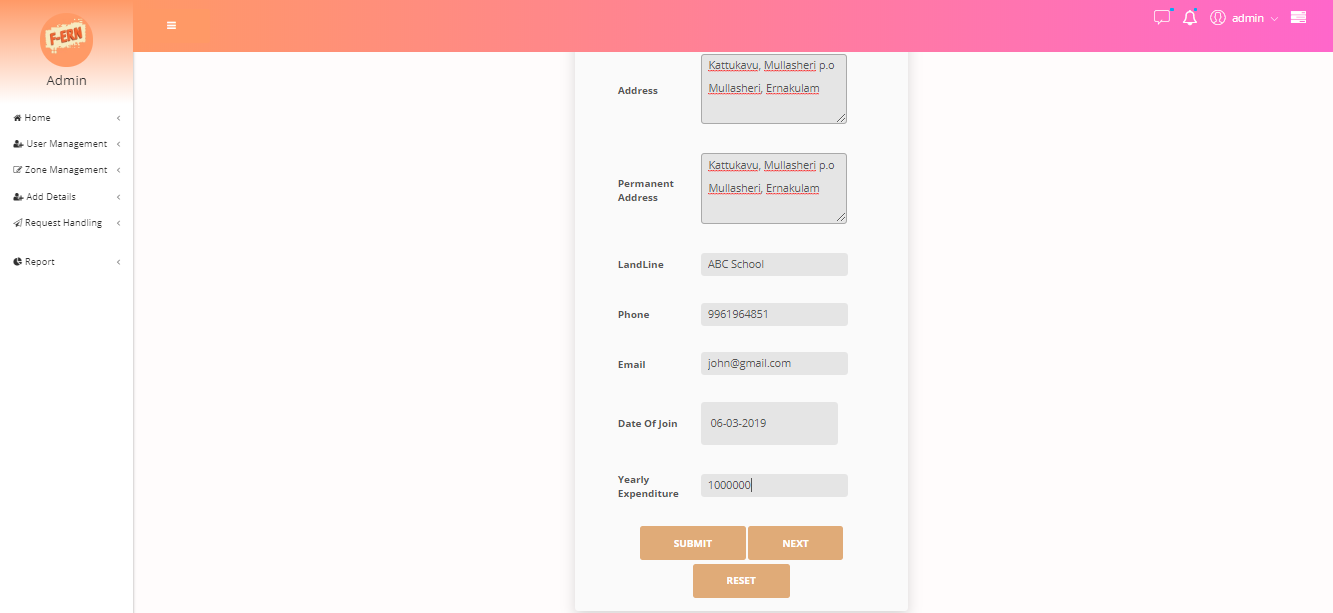 F-ERN
admin
Admin
Home
User Management
Zone Management
Add Details
Request Handling
Report
Address
Kattukavu, Mullasheri p.o
Mullasheri, Ernakulam
Permanent
Address
Kattukavu, Mullasheri p.o
Mullasheri, Ernakulam
LandLine
ABC School
Phone
9961964851
Email
john@gmail.com
Date Of Join
06-03-2019
Yearly
Expenditure
1000000
SUBMIT
NEXT
RESET